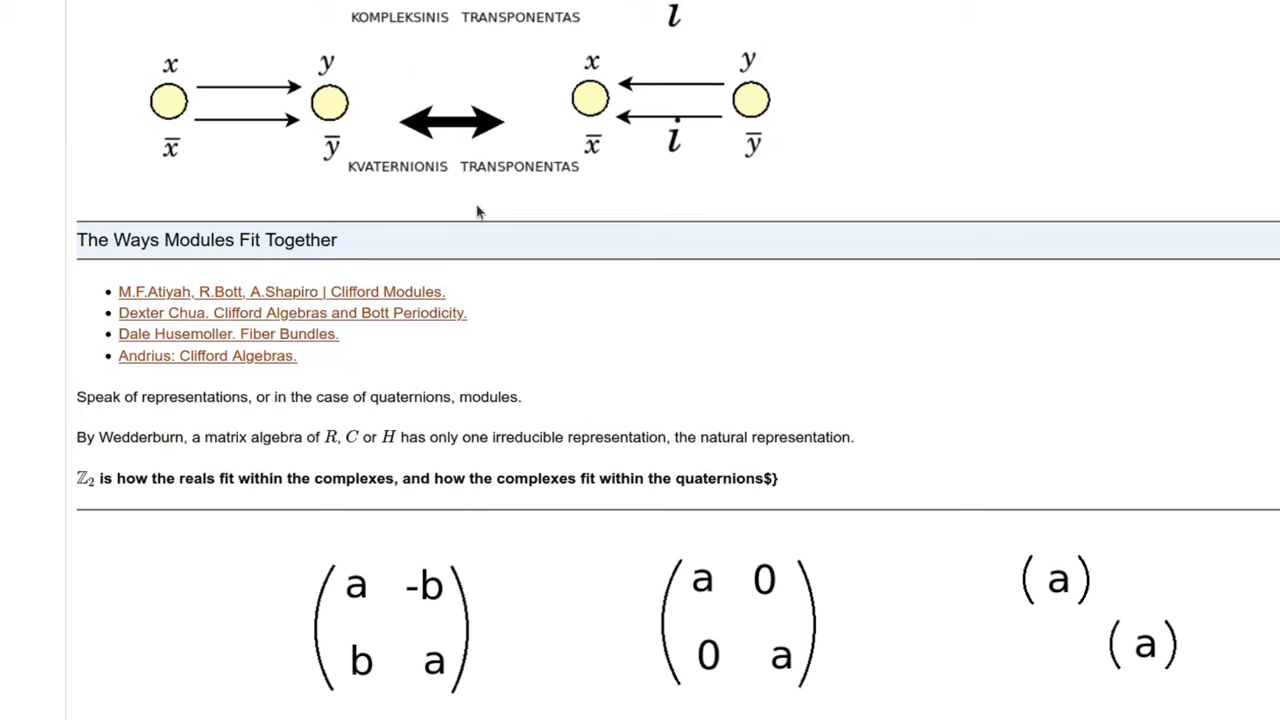 KOMPLEKSINIS TRANSPONENTAS l
x y x y
x̅ y̅ x̅ l y̅
KVATERNIONIS TRANSPONENTAS
The Ways Modules Fit Together
• M.F.Atiyah, R.Bott, A.Shapiro | Clifford Modules.
• Dexter Chua. Clifford Algebras and Bott Periodicity.
• Dale Husemoller. Fiber Bundles.
• Andrius: Clifford Algebras.
Speak of representations, or in the case of quaternions, modules.
By Wedderburn, a matrix algebra of R, C or H has only one irreducible representation, the natural representation.
ℤ₂ is how the reals fit within the complexes, and how the complexes fit within the quaternions$}
a -b a 0 (a)
b a 0 a (a)